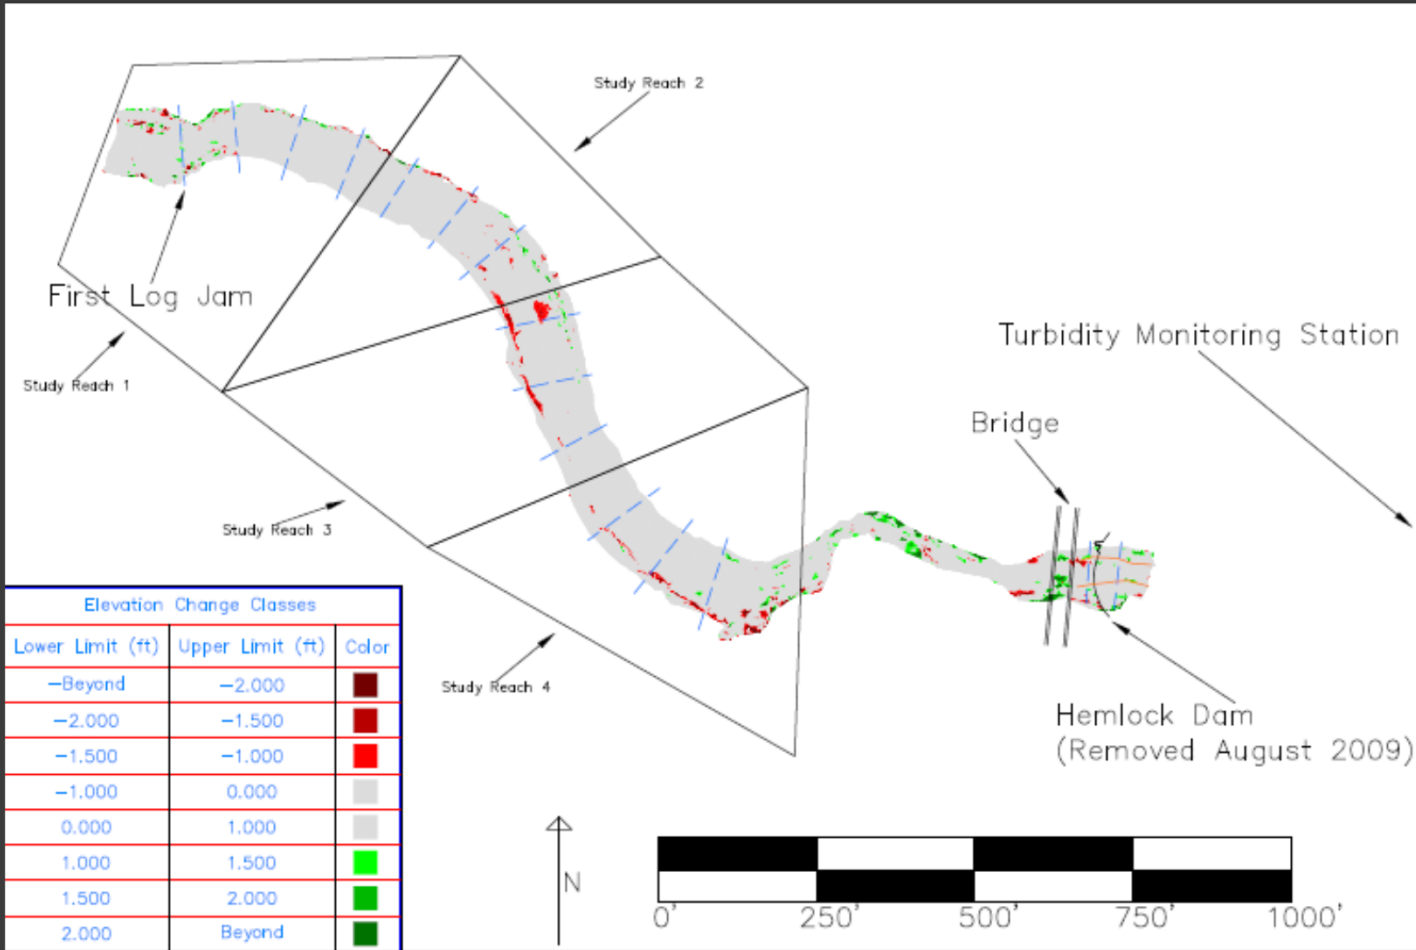 Study Reach 2
First Log Jam
Turbidity Monitoring Station
Study Reach 1
Bridge
Study Reach 3
Elevation Change Classes
Lower Limit (ft) Upper Limit (ft) Color
-Beyond -2.000
-2.000 -1.500
-1.500 -1.000
-1.000 0.000
0.000 1.000
1.000 1.500
1.500 2.000
2.000 Beyond
Study Reach 4
Hemlock Dam
(Removed August 2009)
N
0' 250' 500' 750' 1000'